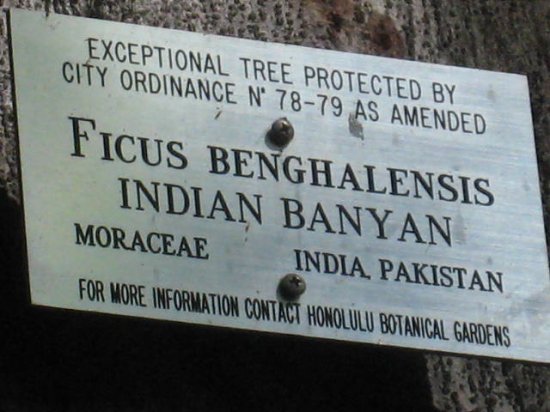 EXCEPTIONAL TREE PROTECTED BY
CITY ORDINANCE N° 78-79 AS AMENDED
FICUS BENGHALENSIS
INDIAN BANYAN
MORACEAE INDIA, PAKISTAN
FOR MORE INFORMATION CONTACT HONOLULU BOTANICAL GARDENS